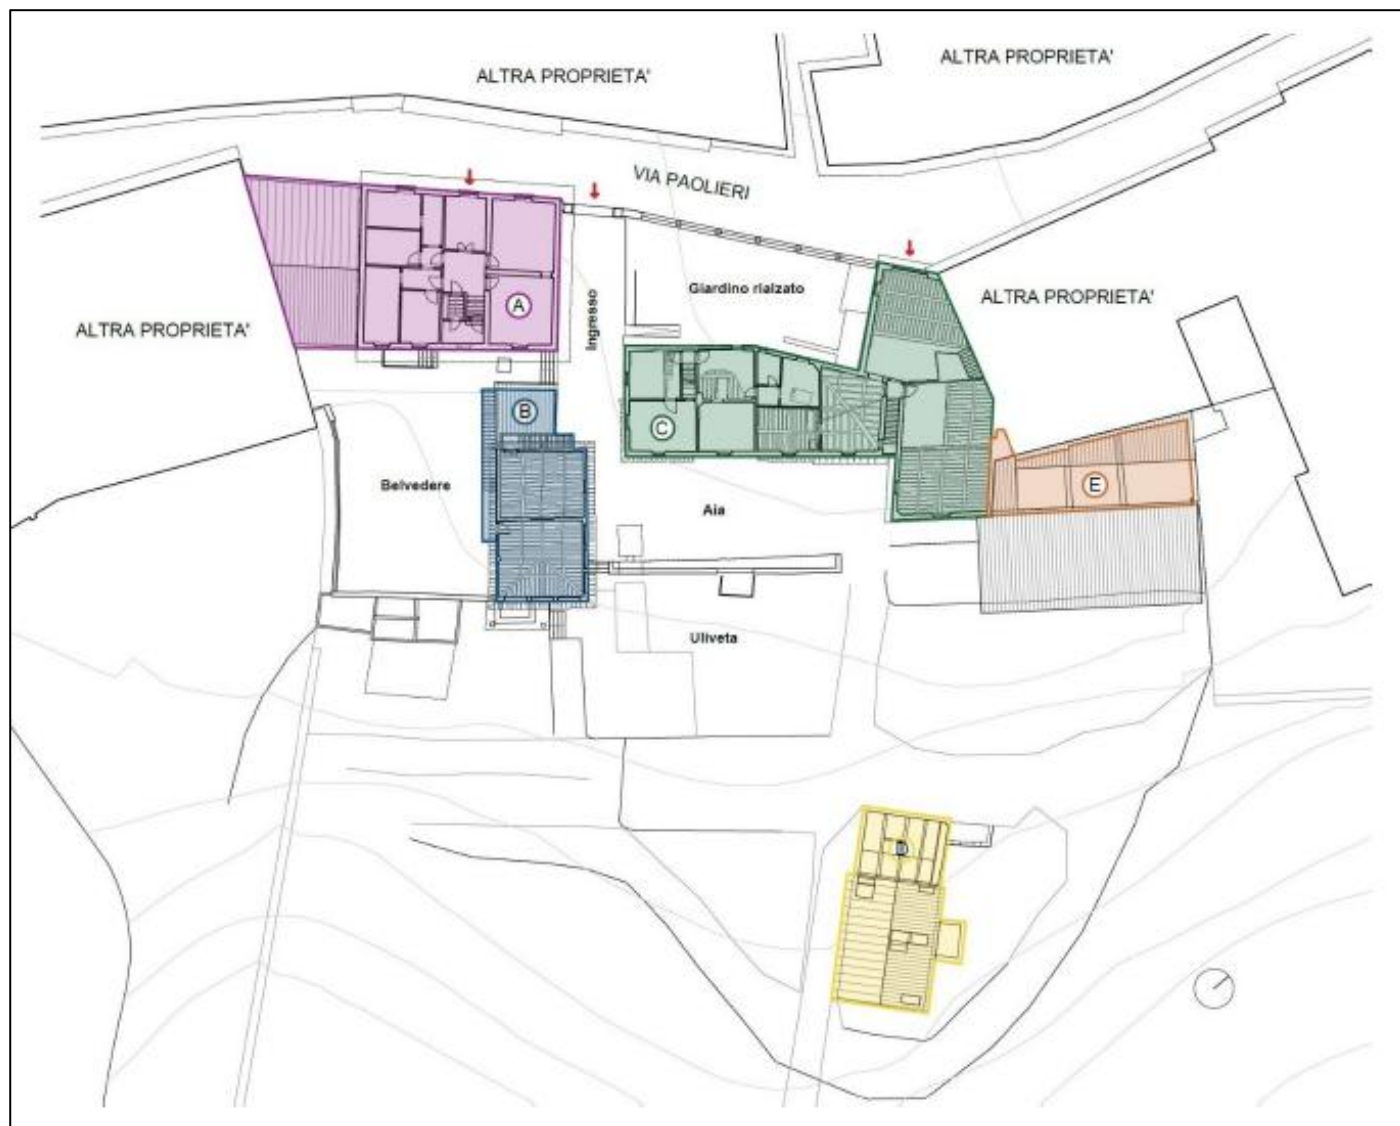 ALTRA PROPRIETA'
ALTRA PROPRIETA'
VIA PAOLIERI
Giardino rialzato
ALTRA PROPRIETA'
A
Ingresso
ALTRA PROPRIETA'
B
C
Belvedere
Aia
E
Uliveta